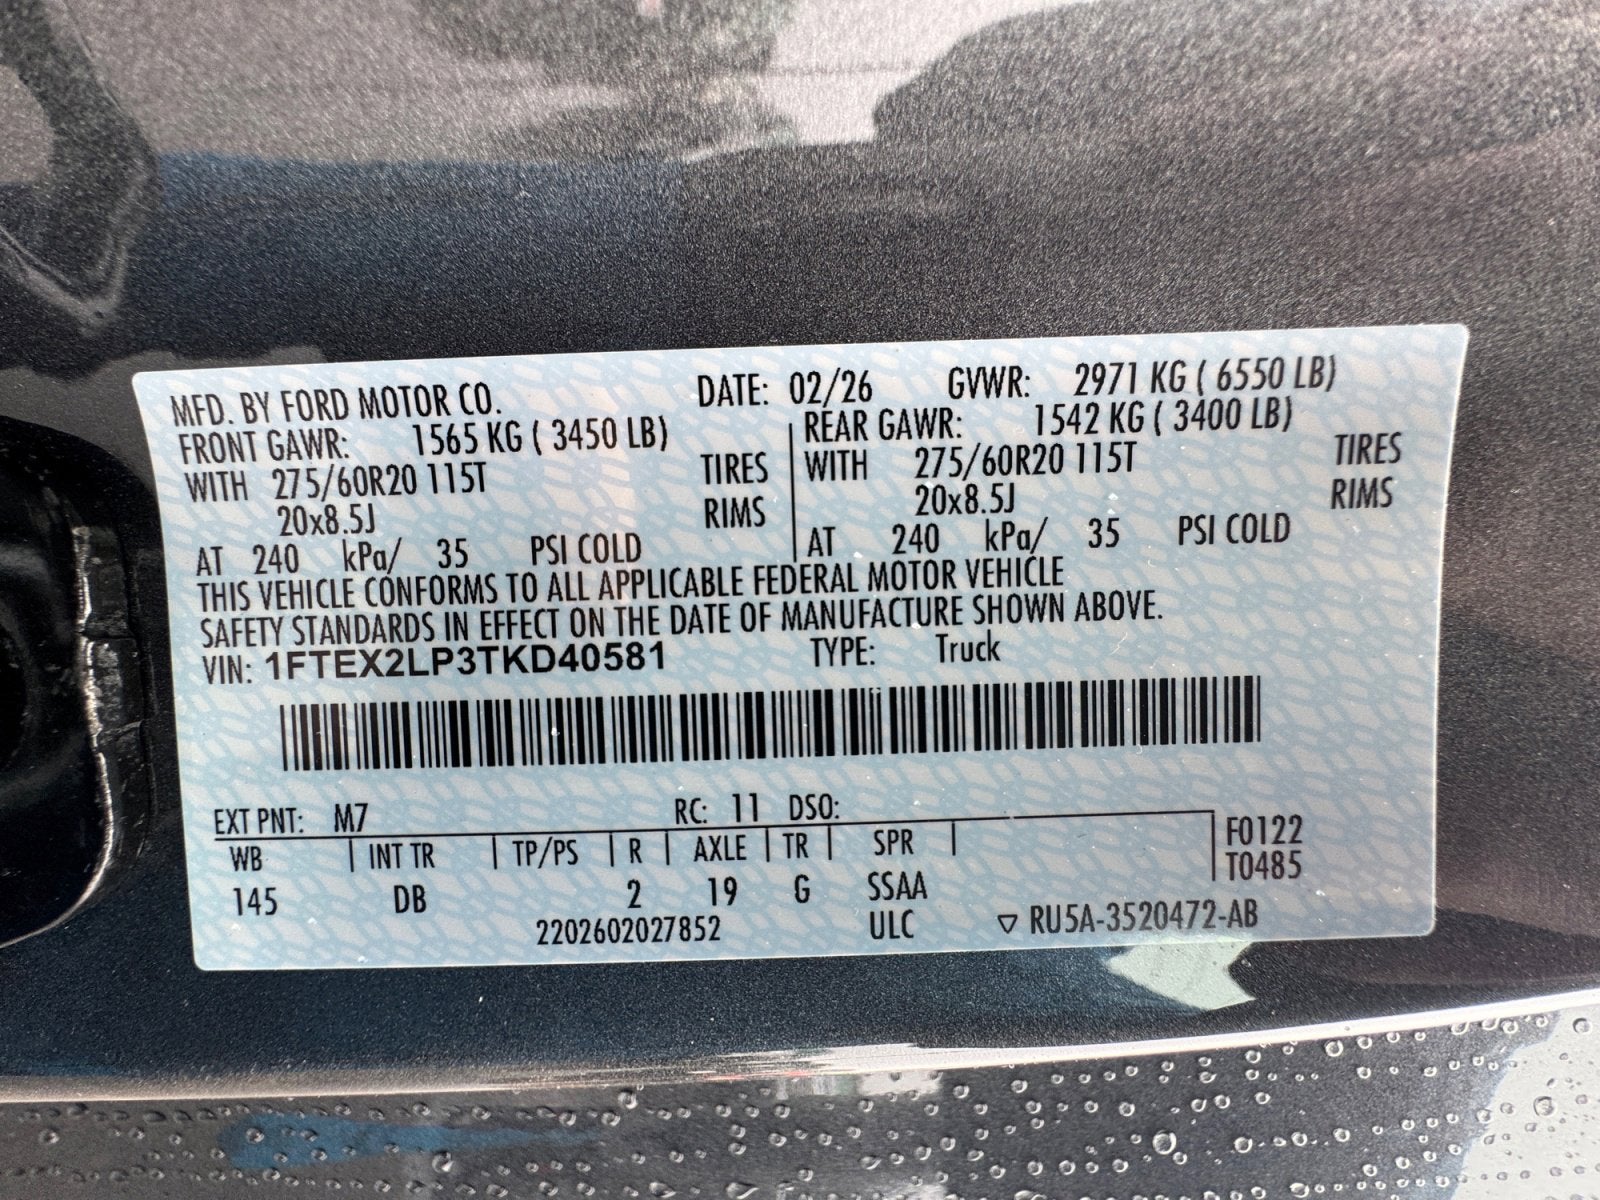 MFD. BY FORD MOTOR CO. DATE: 02/26 GVWR: 2971 KG ( 6550 LB)
FRONT GAWR: 1565 KG ( 3450 LB) REAR GAWR: 1542 KG ( 3400 LB)
WITH 275/60R20 115T TIRES WITH 275/60R20 115T TIRES
20x8.5J RIMS 20x8.5J RIMS
AT 240 kPa/ 35 PSI COLD AT 240 kPa/ 35 PSI COLD
THIS VEHICLE CONFORMS TO ALL APPLICABLE FEDERAL MOTOR VEHICLE
SAFETY STANDARDS IN EFFECT ON THE DATE OF MANUFACTURE SHOWN ABOVE.
VIN: 1FTEX2LP3TKD40581 TYPE: Truck
EXT PNT: M7 RC: 11 DSO:
WB INT TR TP/PS R AXLE TR SPR F0122
145 DB 2 19 G SSAA T0485
2202602027852 ULC ▽ RU5A-3520472-AB